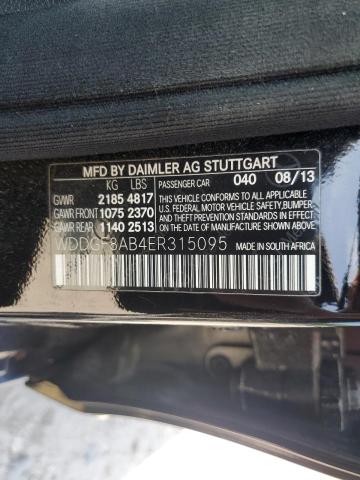 MFD BY DAIMLER AG STUTTGART
KG LBS PASSENGER CAR 040 08/13
GVWR 2185 4817 THIS VEHICLE CONFORMS TO ALL
GAWR FRONT 1075 2370 APPLICABLE U.S. FEDERAL MOTOR
GAWR REAR 1140 2513 VEHICLE SAFETY, BUMPER,
AND THEFT PREVENTION
STANDARDS IN EFFECT ON THE
DATE OF MANUFACTURE SHOWN ABOVE.
WDDGF8AB4ER315095 MADE IN SOUTH AFRICA